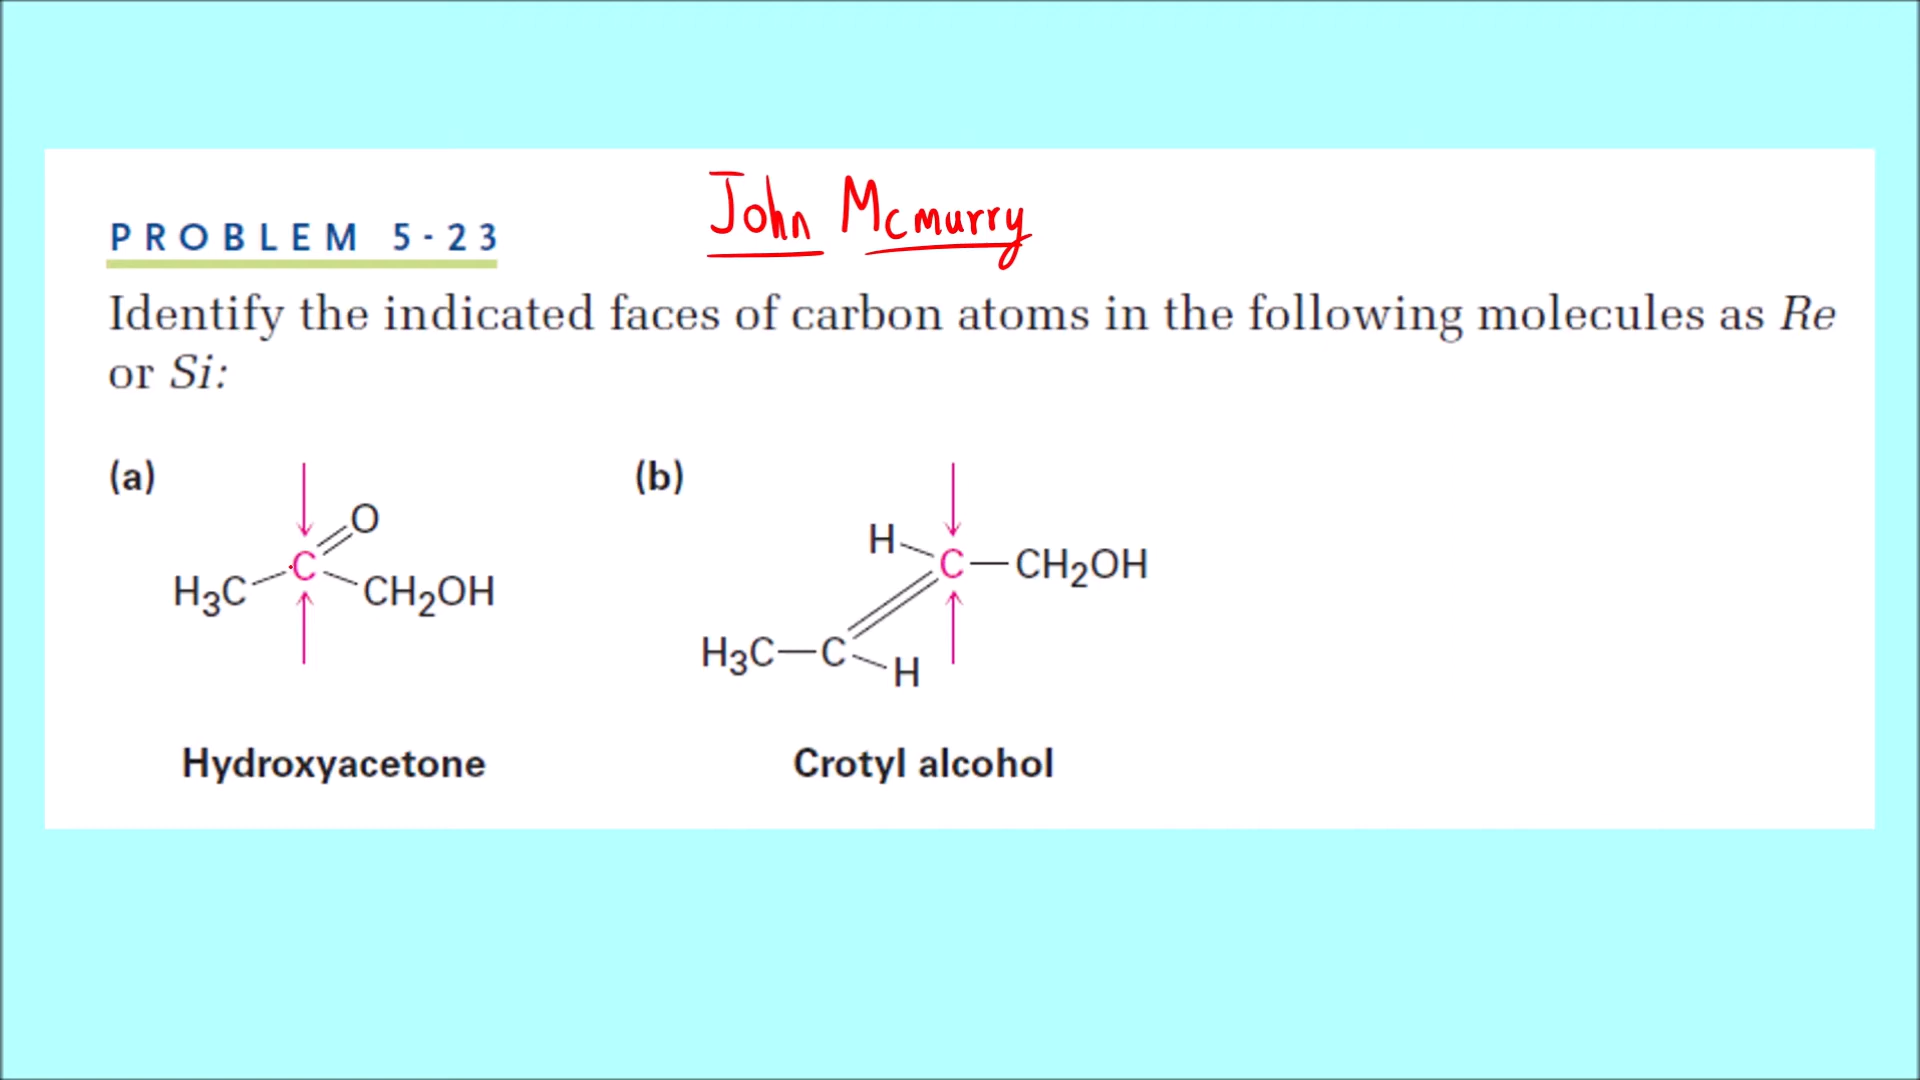 John Mcmurry
PROBLEM 5-23
Identify the indicated faces of carbon atoms in the following molecules as Re
or Si:
(a)
O
C
H₃C
CH₂OH
Hydroxyacetone
(b)
H
C—CH₂OH
H₃C—C
H
Crotyl alcohol